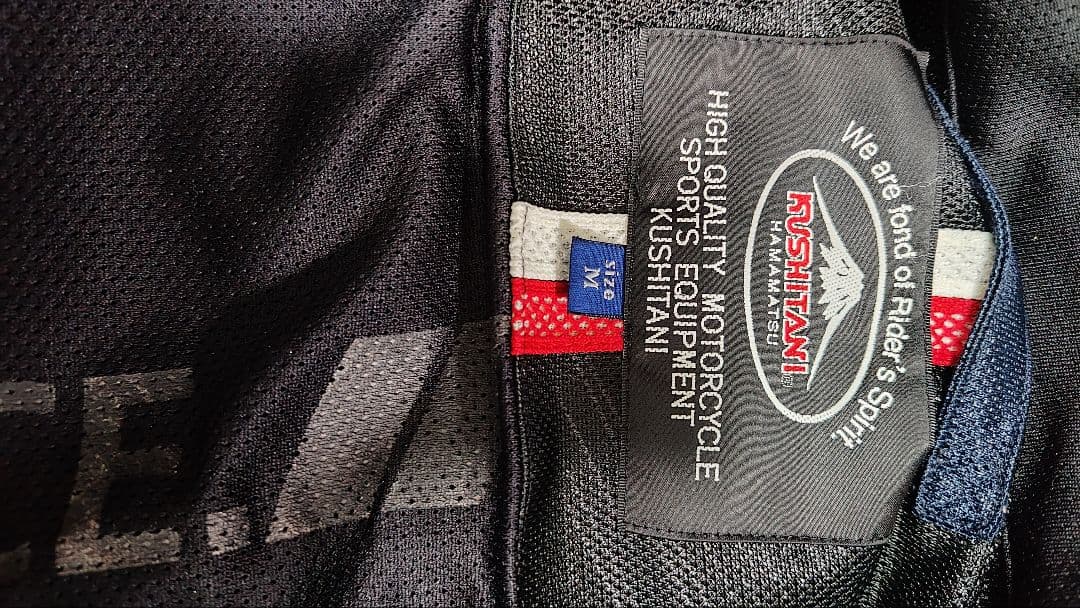 We are fond of Rider's Spirit.
KUSHITANI®
HAMAMATSU
HIGH QUALITY MOTORCYCLE
SPORTS EQUIPMENT
KUSHITANI
size
M